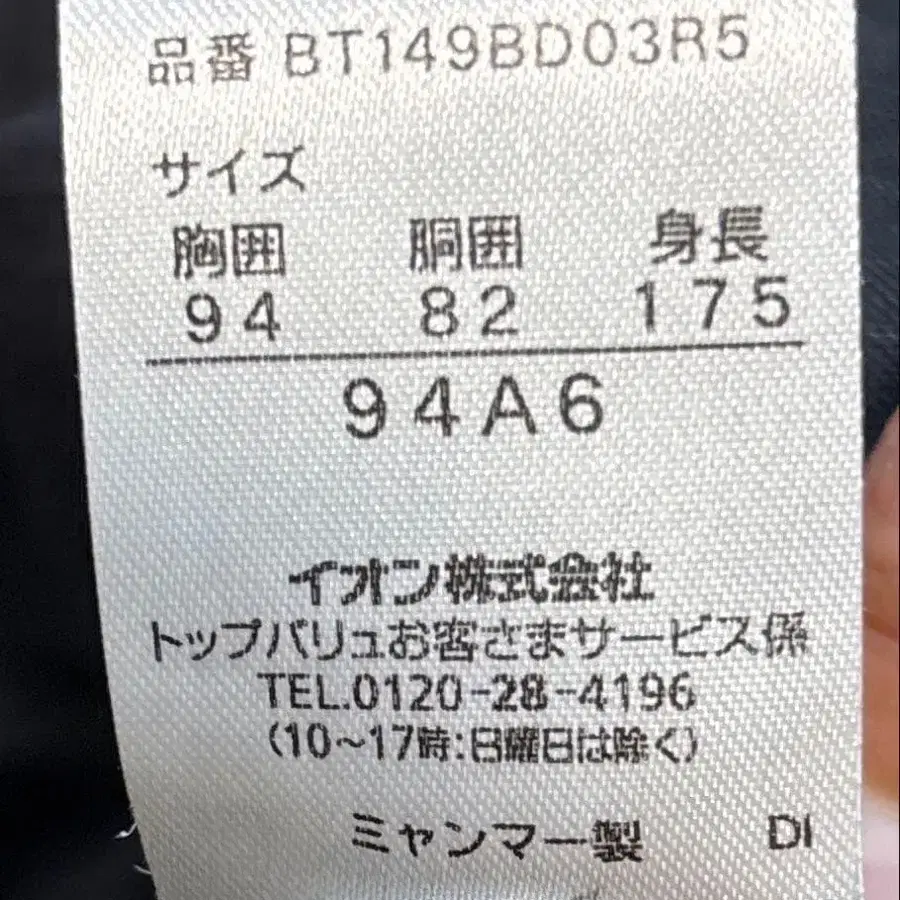 品番 BT149BD03R5
サイズ
胸囲 胴囲 身長
94 82 175
94A6
イオン株式会社
トップバリュお客さまサービス係
TEL.0120-28-4196
(10~17時:日曜日は除く)
ミャンマー製 DI